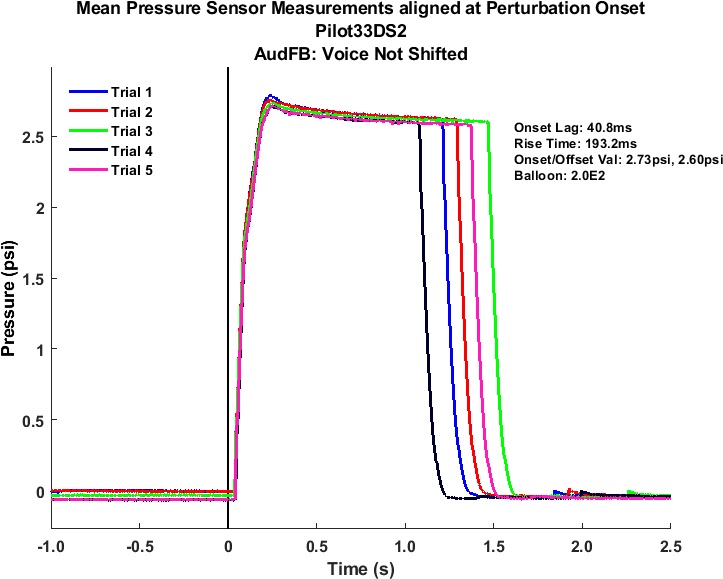 Mean Pressure Sensor Measurements aligned at Perturbation Onset
Pilot33DS2
AudFB: Voice Not Shifted
Trial 1
Trial 2
Trial 3
Trial 4
Trial 5
Onset Lag: 40.8ms
Rise Time: 193.2ms
Onset/Offset Val: 2.73psi, 2.60psi
Balloon: 2.0E2
Pressure (psi)
2.5
2
1.5
1
0.5
0
-1.0 -0.5 0 0.5 1.0 1.5 2.0 2.5
Time (s)